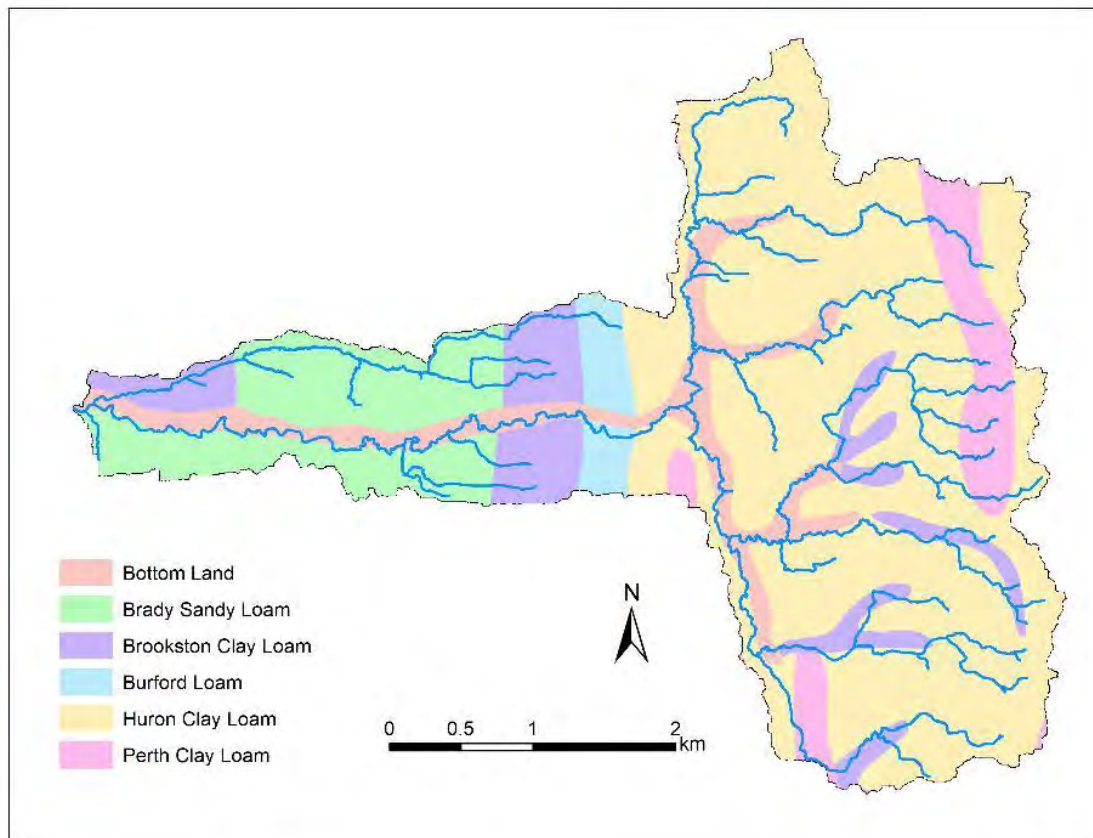 Bottom Land
Brady Sandy Loam
Brookston Clay Loam
Burford Loam
Huron Clay Loam
Perth Clay Loam
N
0 0.5 1 2
km